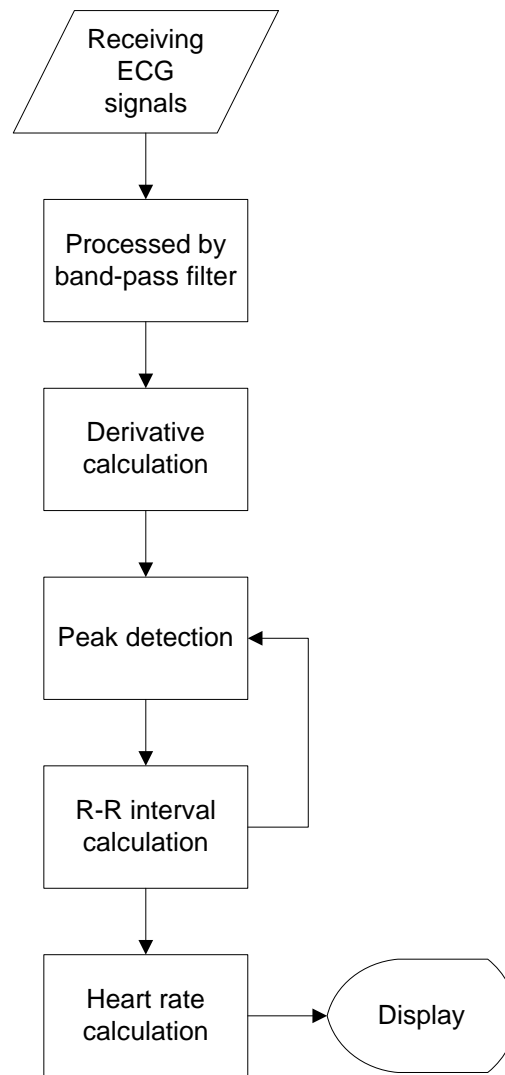 Receiving
ECG
signals
Processed by
band-pass filter
Derivative
calculation
Peak detection
R-R interval
calculation
Heart rate
calculation
Display